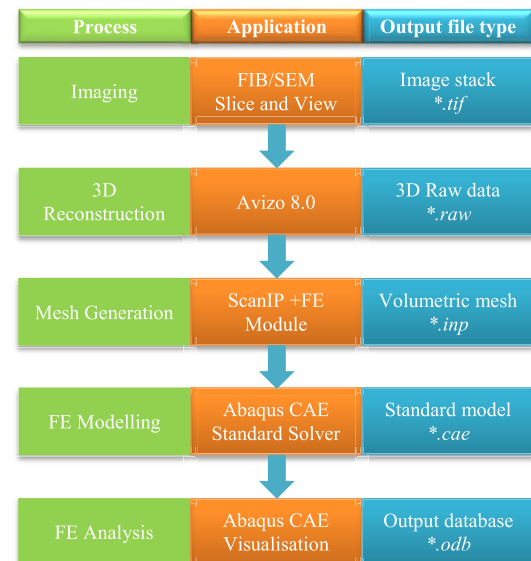 Process
Application
Output file type
Imaging
FIB/SEM
Slice and View
Image stack
*.tif
3D
Reconstruction
Avizo 8.0
3D Raw data
*.raw
Mesh Generation
ScanIP +FE
Module
Volumetric mesh
*.inp
FE Modelling
Abaqus CAE
Standard Solver
Standard model
*.cae
FE Analysis
Abaqus CAE
Visualisation
Output database
*.odb